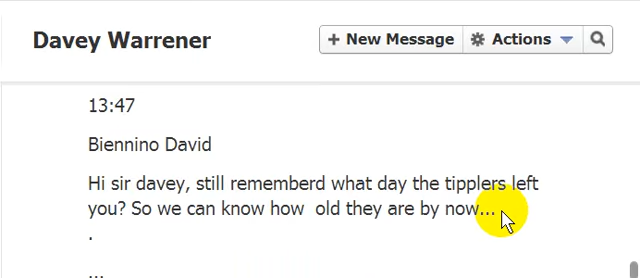 Davey Warrener
+ New Message
Actions
13:47
Biennino David
Hi sir davey, still rememberd what day the tipplers left
you? So we can know how  old they are by now...
.
...